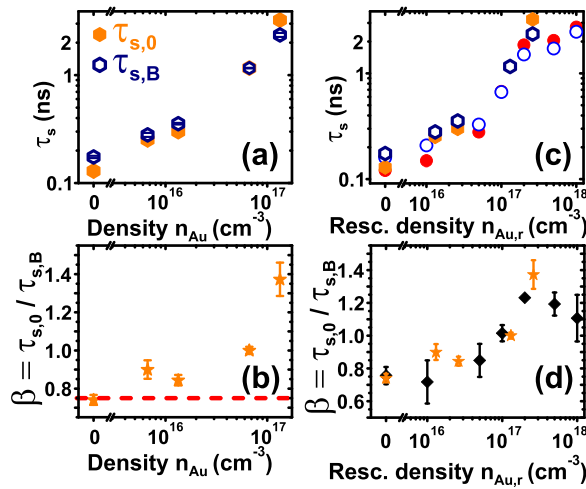 2
1
0.1
τs (ns)
τs,0
τs,B
(a)
0
10^16
10^17
Density nAu (cm^-3)
2
1
0.1
τs (ns)
(c)
0
10^16
10^17
10^18
Resc. density nAu,r (cm^-3)
1.4
1.2
1.0
0.8
0.6
β = τs,0 / τs,B
(b)
0
10^16
10^17
Density nAu (cm^-3)
1.4
1.2
1.0
0.8
0.6
β = τs,0 / τs,B
(d)
0
10^16
10^17
10^18
Resc. density nAu,r (cm^-3)